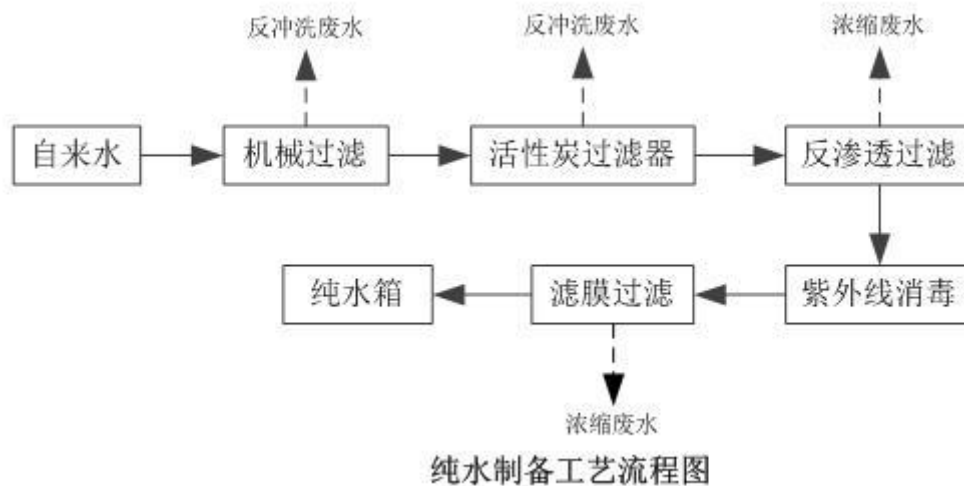 反冲洗废水
反冲洗废水
浓缩废水
自来水
机械过滤
活性炭过滤器
反渗透过滤
纯水箱
滤膜过滤
紫外线消毒
浓缩废水
纯水制备工艺流程图